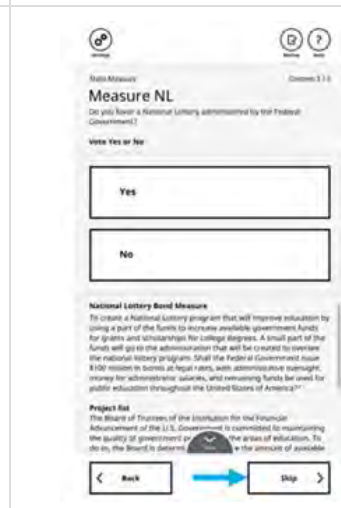 State Measure
Measure NL
Do you favor a National Lottery administered by the Federal
Government?
Vote Yes or No
Yes
No
National Lottery Bond Measure
To create a National Lottery program that will improve education by
using a part of the funds to increase available government funds
for grants and scholarships for college degrees. A small part of the
funds will go to the administration that will be created to oversee
the national lottery program. Shall the Federal Government issue
$100 million in bonds at legal rates, with administrative oversight,
money for administrator salaries, and remaining funds be used for
public education throughout the United States of America?"
Project list
The Board of Trustees of the Institution for the Financial
Advancement of the U.S. Government is committed to maintaining
the quality of government the areas of education. To
do so, the Board is the amount of available
Back
Skip